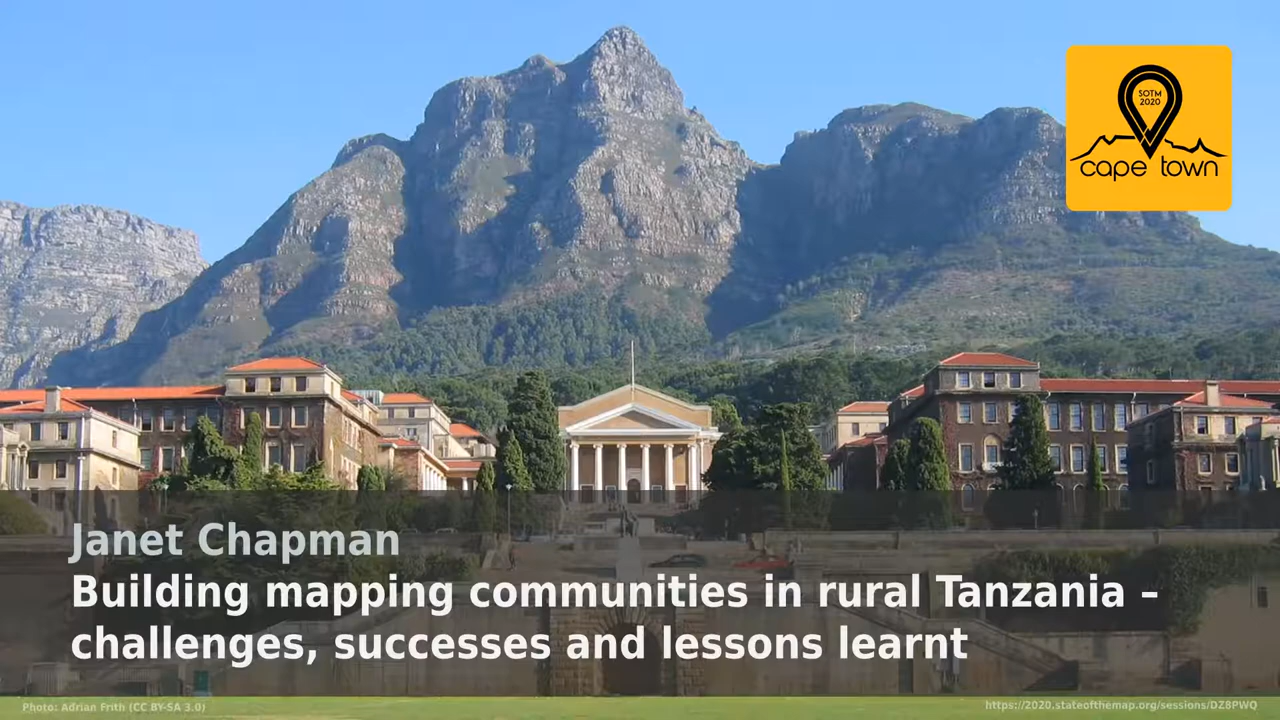 SOTM
2020
cape town
Janet Chapman
Building mapping communities in rural Tanzania –
challenges, successes and lessons learnt
Photo: Adrian Frith (CC BY-SA 3.0)
https://2020.stateofthemap.org/sessions/DZ8PWQ